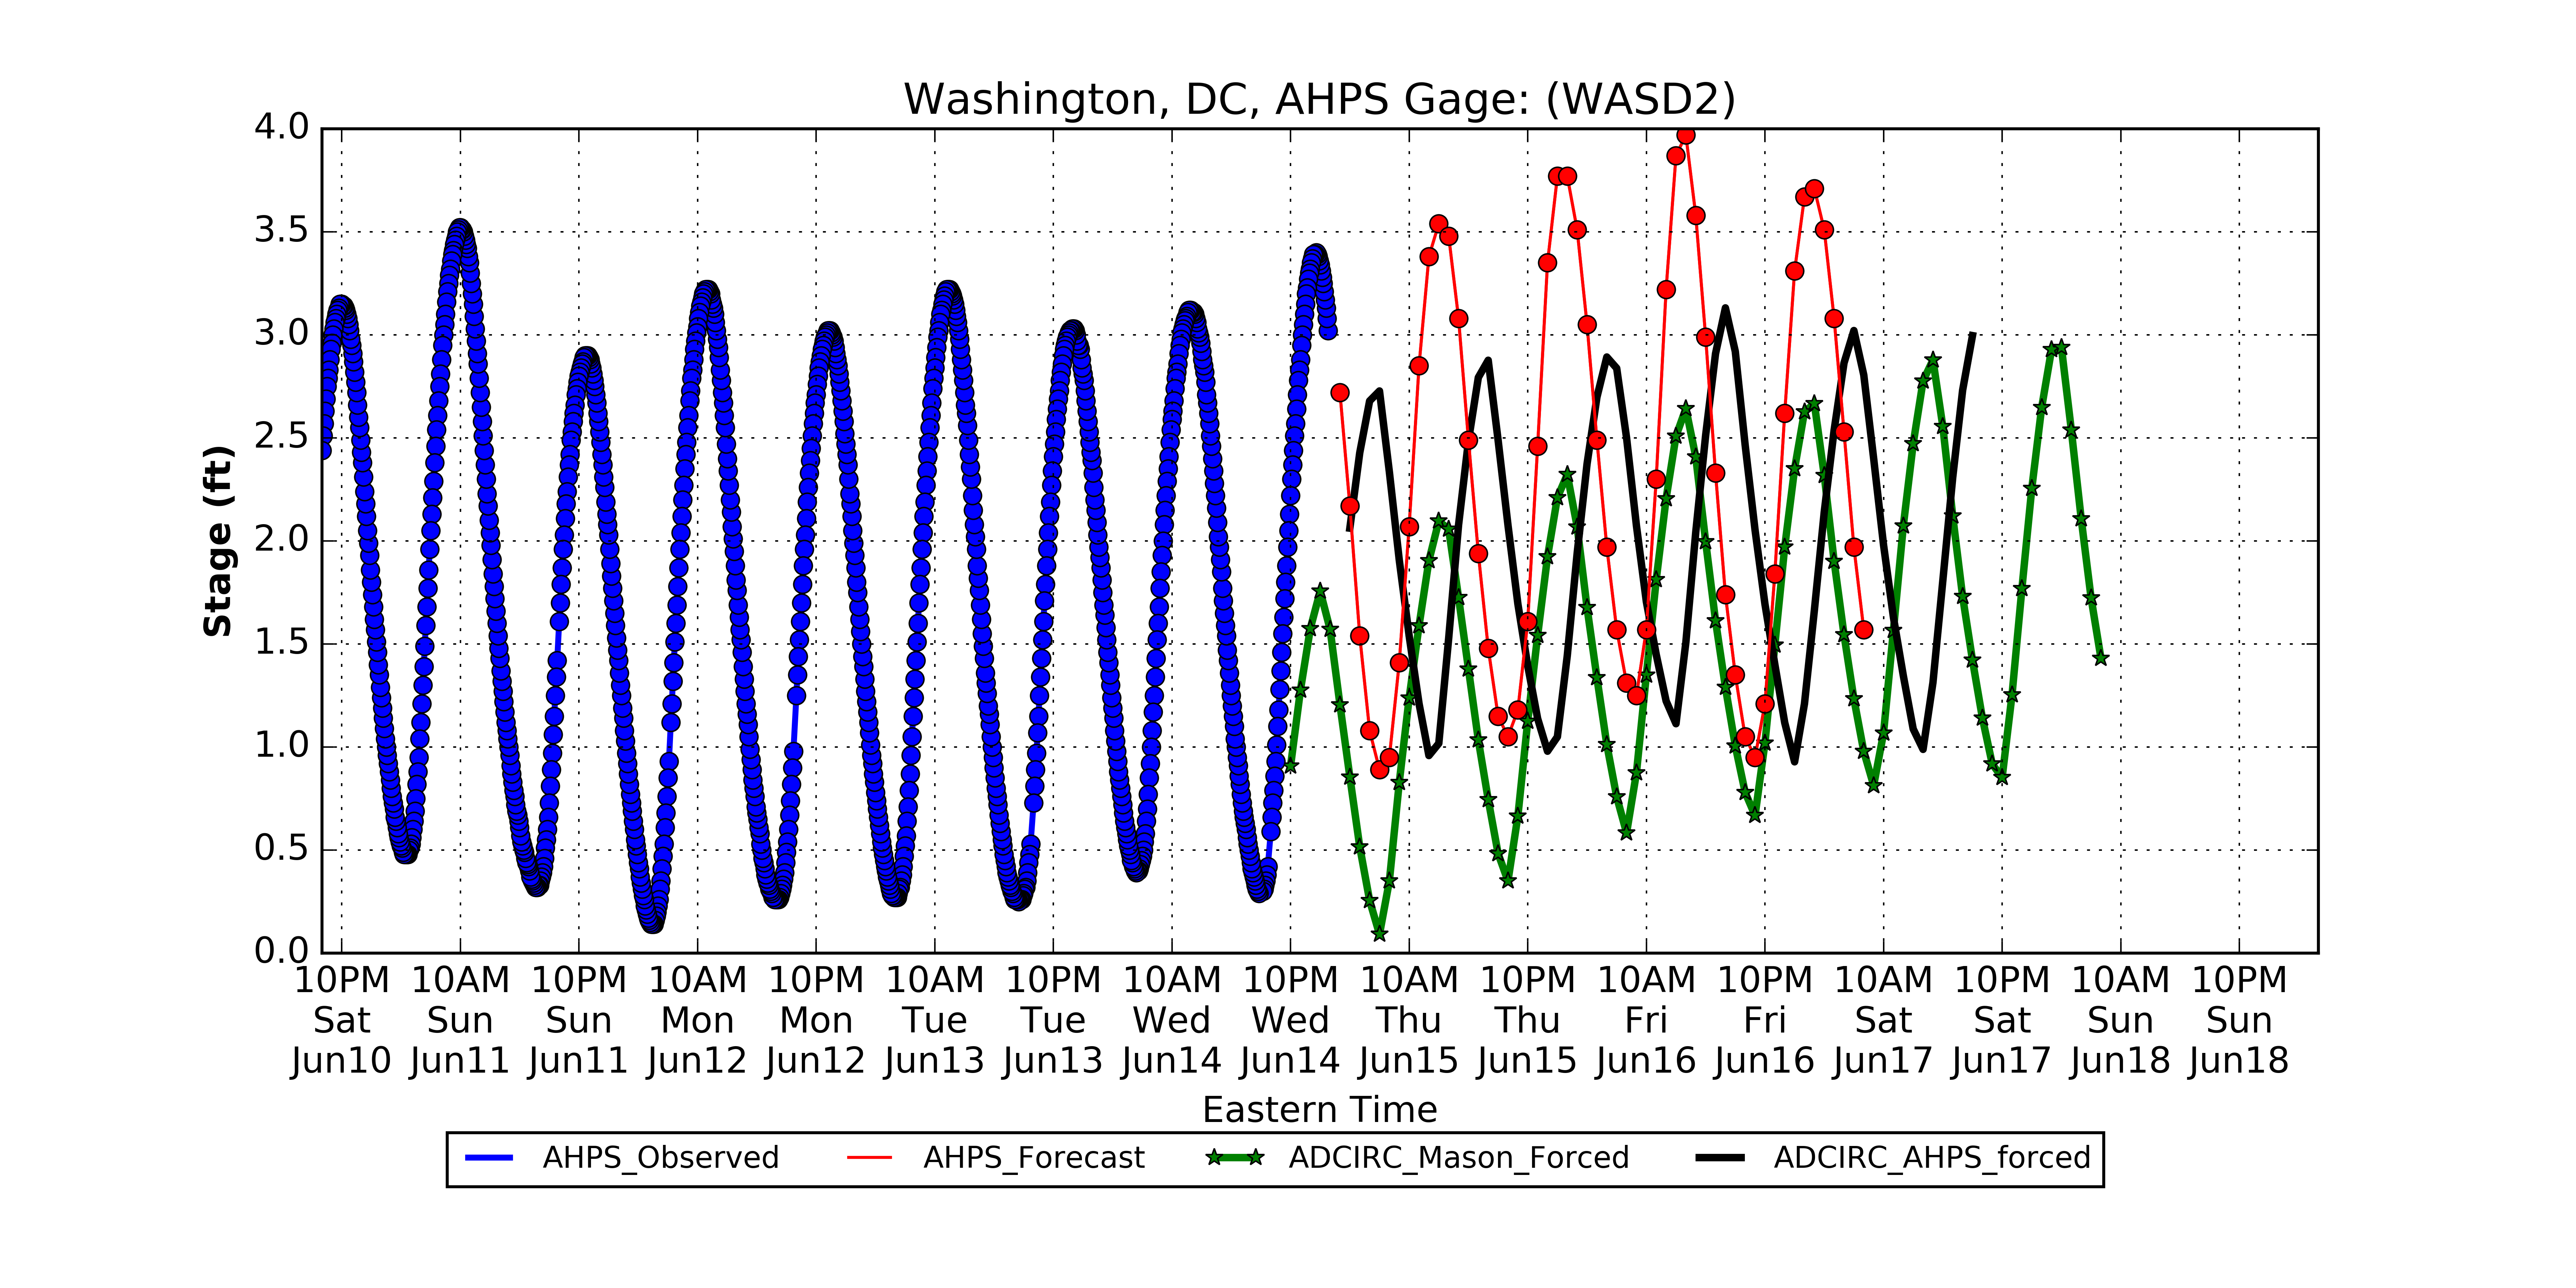 Washington, DC, AHPS Gage: (WASD2)
4.0
3.5
3.0
2.5
2.0
1.5
1.0
0.5
0.0
Stage (ft)
10PM 10AM 10PM 10AM 10PM 10AM 10PM 10AM 10PM 10AM 10PM 10AM 10PM 10AM 10PM 10AM 10PM
Sat Sun Sun Mon Mon Tue Tue Wed Wed Thu Thu Fri Fri Sat Sat Sun Sun
Jun10 Jun11 Jun11 Jun12 Jun12 Jun13 Jun13 Jun14 Jun14 Jun15 Jun15 Jun16 Jun16 Jun17 Jun17 Jun18 Jun18
Eastern Time
AHPS_Observed AHPS_Forecast ADCIRC_Mason_Forced ADCIRC_AHPS_forced